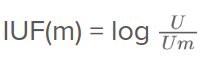 IUF(m) = log U/Um